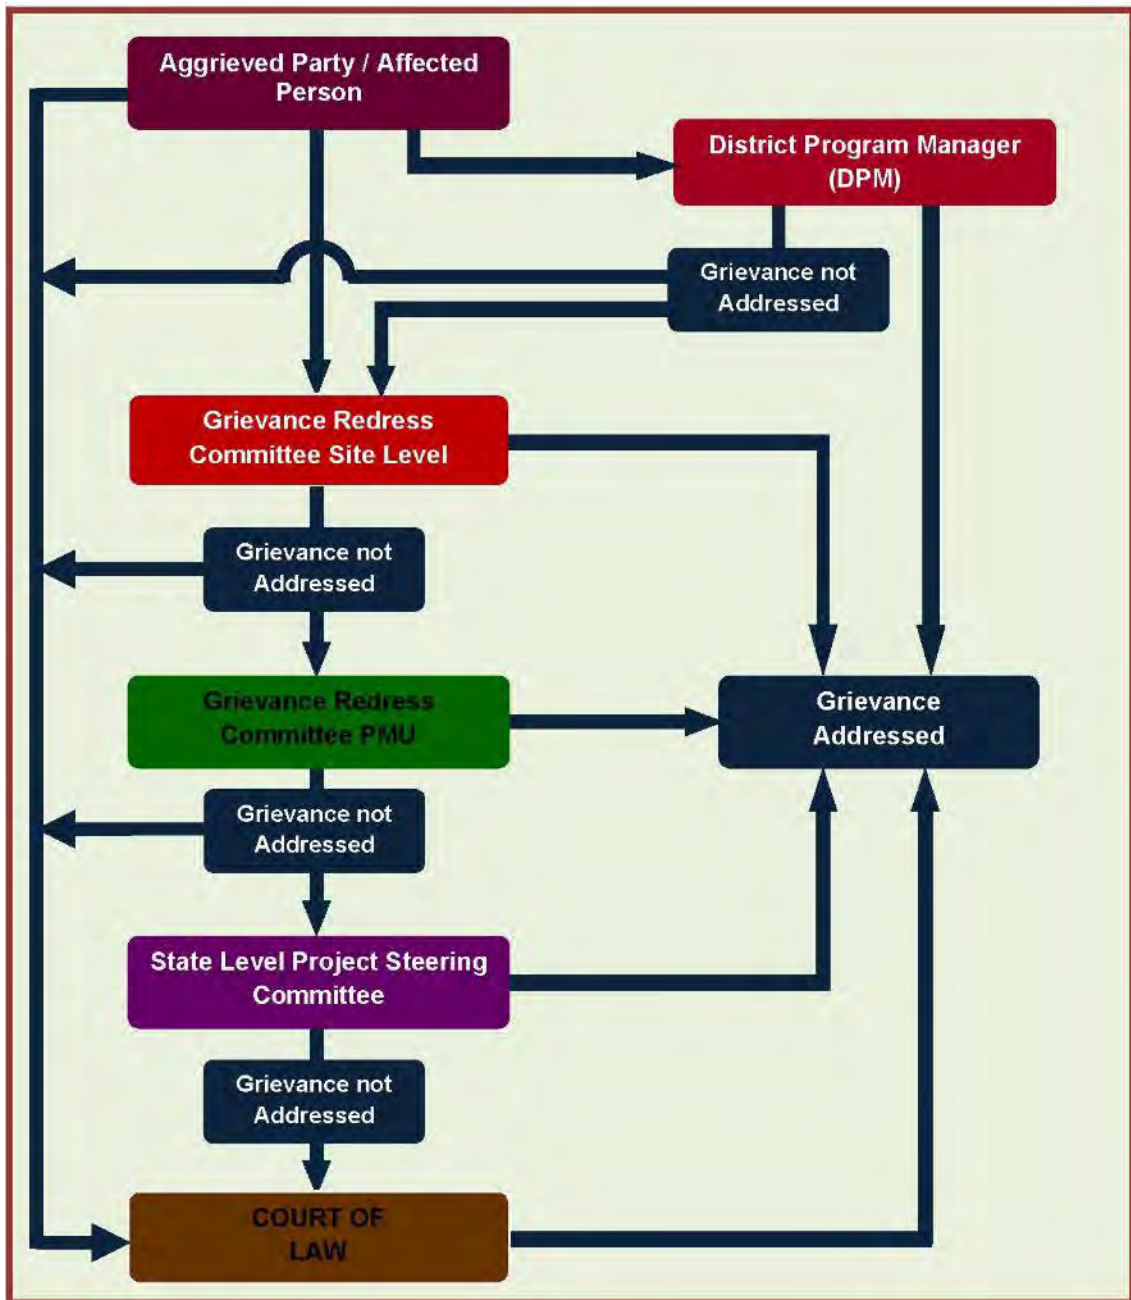 Aggrieved Party / Affected
Person
District Program Manager
(DPM)
Grievance not
Addressed
Grievance Redress
Committee Site Level
Grievance not
Addressed
Grievance Redress
Committee PMU
Grievance
Addressed
Grievance not
Addressed
State Level Project Steering
Committee
Grievance not
Addressed
COURT OF
LAW